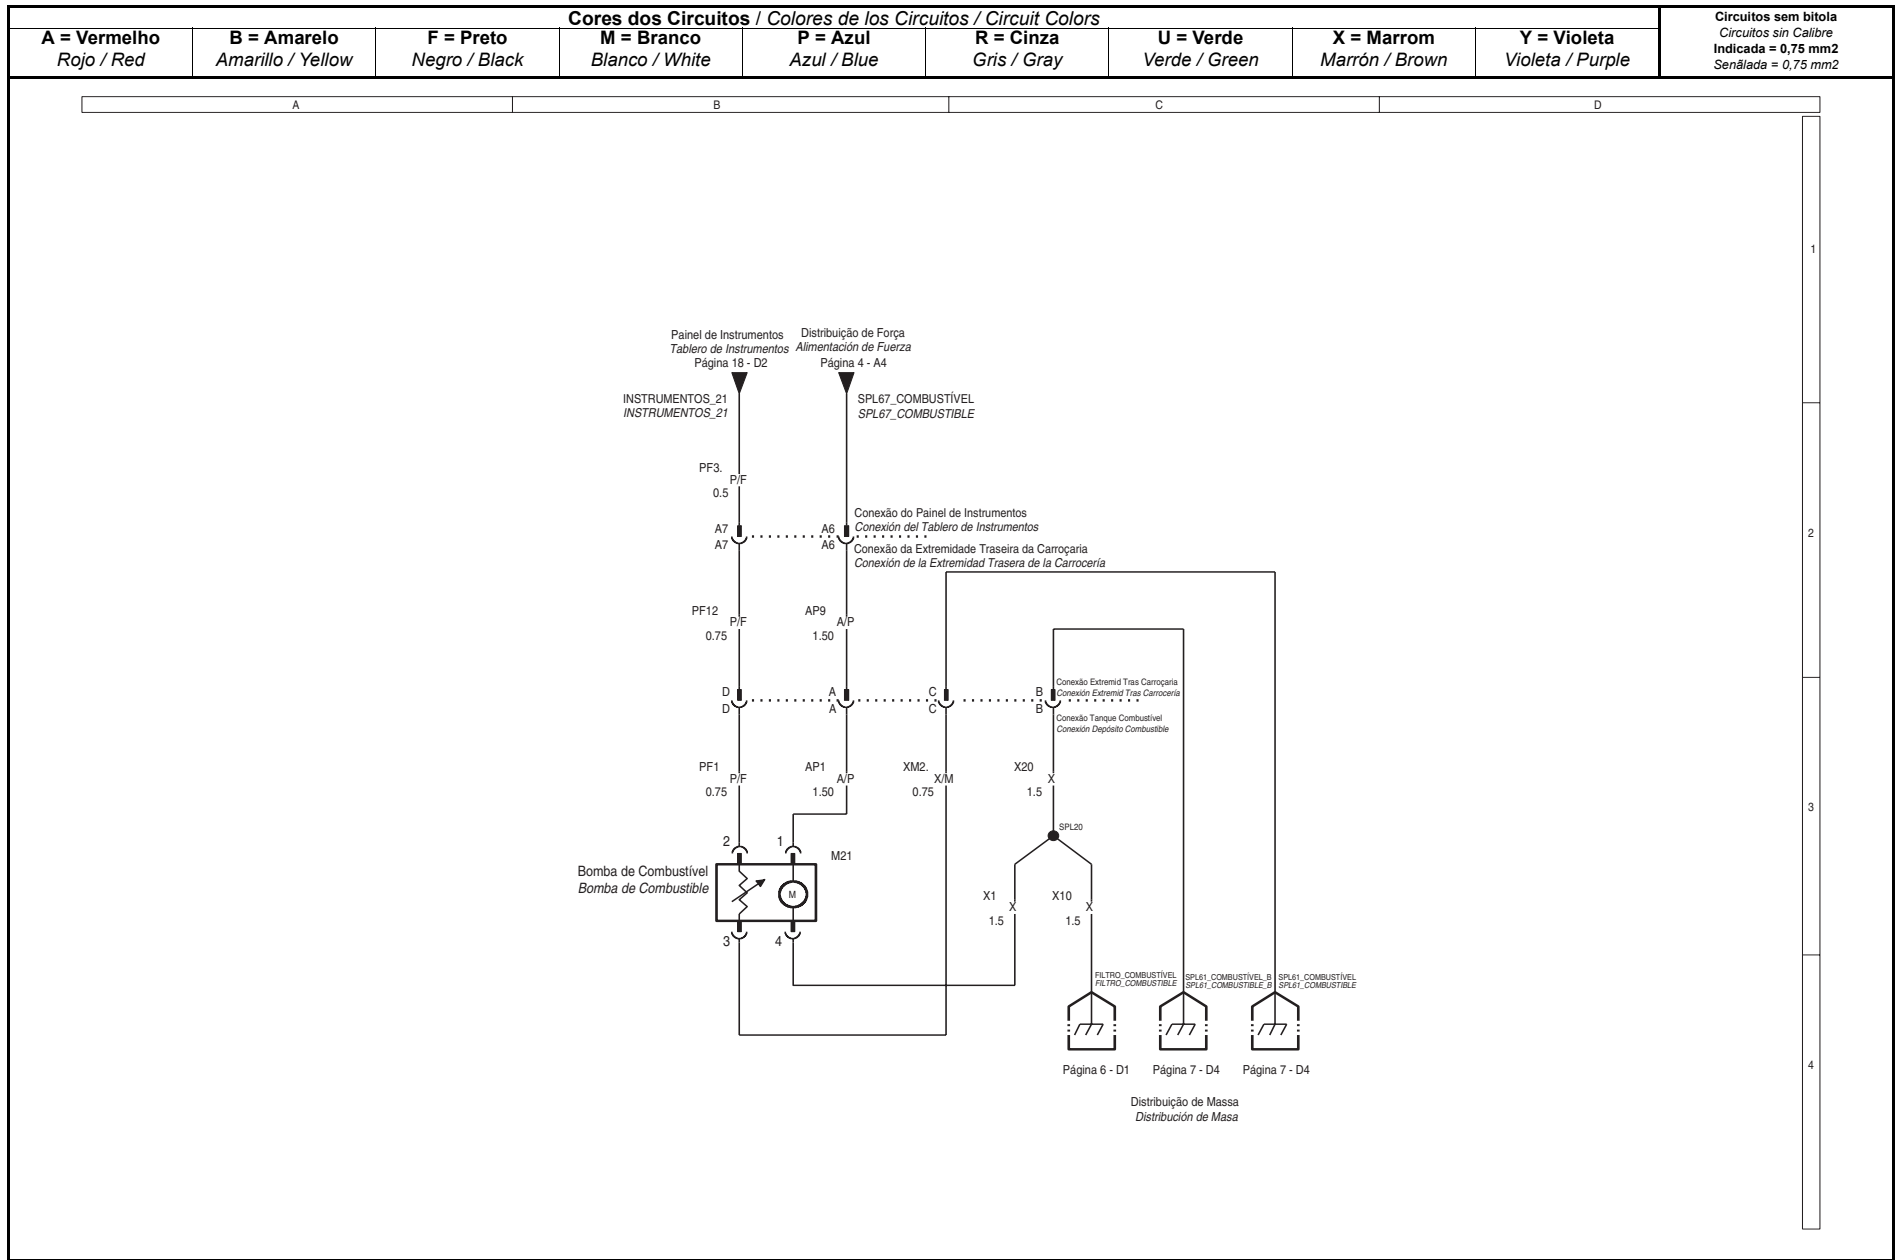 Cores dos Circuitos / Colores de los Circuitos / Circuit Colors
A = Vermelho
Rojo / Red
B = Amarelo
Amarillo / Yellow
F = Preto
Negro / Black
M = Branco
Blanco / White
P = Azul
Azul / Blue
R = Cinza
Gris / Gray
U = Verde
Verde / Green
X = Marrom
Marrón / Brown
Y = Violeta
Violeta / Purple
Circuitos sem bitola
Circuitos sin Calibre
Indicada = 0,75 mm2
Senãlada = 0,75 mm2
A
B
C
D
1
2
3
4
Painel de Instrumentos
Tablero de Instrumentos
Página 18 - D2
Distribuição de Força
Alimentación de Fuerza
Página 4 - A4
INSTRUMENTOS_21
INSTRUMENTOS_21
SPL67_COMBUSTÍVEL
SPL67_COMBUSTIBLE
PF3.
P/F
0.5
A7
A7
A6
A6
Conexão do Painel de Instrumentos
Conexión del Tablero de Instrumentos
Conexão da Extremidade Traseira da Carroçaria
Conexión de la Extremidad Trasera de la Carrocería
PF12
P/F
0.75
AP9
A/P
1.50
D
D
A
A
C
C
B
B
Conexão Extremid Tras Carroçaria
Conexión Extremid Tras Carrocería
Conexão Tanque Combustível
Conexión Depósito Combustible
PF1
P/F
0.75
AP1
A/P
1.50
XM2.
X/M
0.75
X20
X
1.5
SPL20
2
1
M21
Bomba de Combustível
Bomba de Combustible
M
3
4
X1
X
1.5
X10
X
1.5
FILTRO_COMBUSTÍVEL
FILTRO_COMBUSTIBLE
SPL61_COMBUSTÍVEL_B
SPL61_COMBUSTIBLE_B
SPL61_COMBUSTÍVEL
SPL61_COMBUSTIBLE
Página 6 - D1
Página 7 - D4
Página 7 - D4
Distribuição de Massa
Distribución de Masa